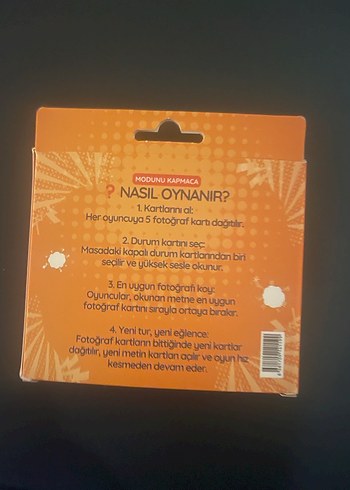 MODUNU KAPMACA
? NASIL OYNANIR?
1. Kartlarını al:
Her oyuncuya 5 fotoğraf kartı dağıtılır.
2. Durum kartını seç:
Masadaki kapalı durum kartlarından biri
seçilir ve yüksek sesle okunur.
3. En uygun fotoğrafı koy:
Oyuncular, okunan metne en uygun
fotoğraf kartını sırayla ortaya bırakır.
4. Yeni tur, yeni eğlence:
Fotoğraf kartların bittiğinde yeni kartlar
dağıtılır, yeni metin kartları açılır ve oyun hız
kesmeden devam eder.